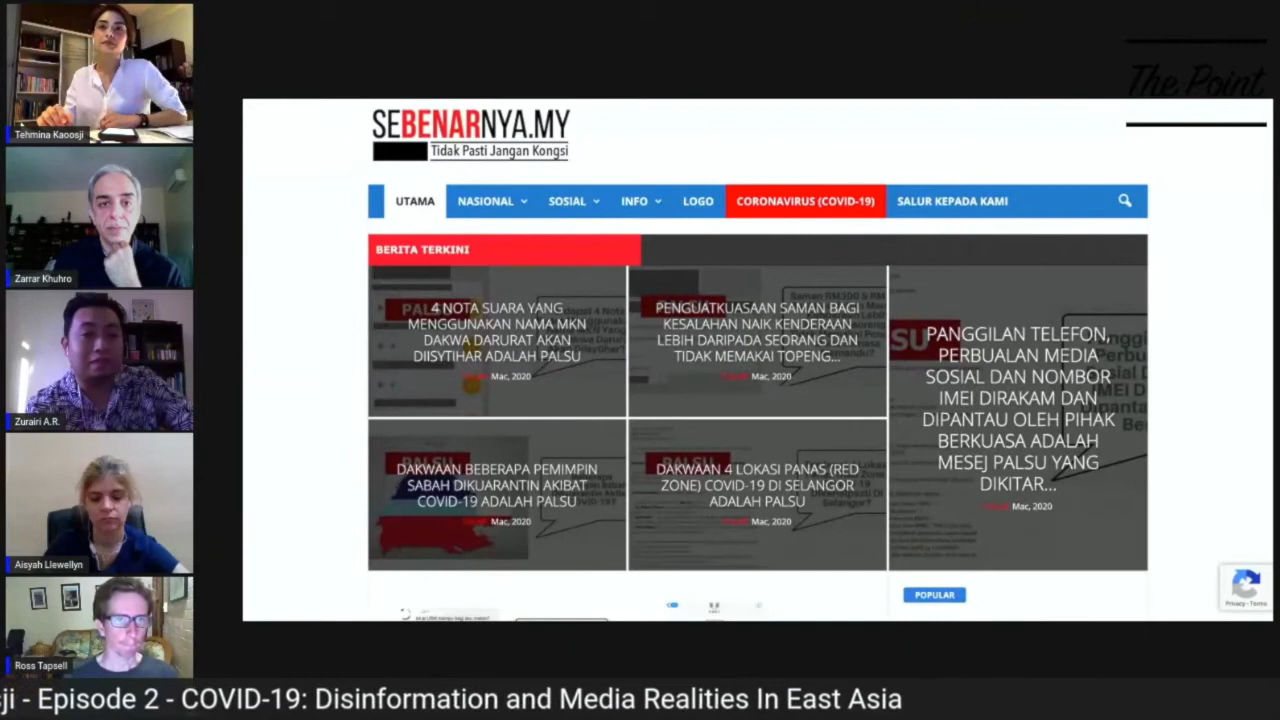 Tehmina Kaoosji
Zarrar Khuhro
Zurairi A.R.
Aisyah Llewellyn
Ross Tapsell
The Point
SEBENARNYA.MY
Tidak Pasti Jangan Kongsi
UTAMA
NASIONAL
SOSIAL
INFO
LOGO
CORONAVIRUS (COVID-19)
SALUR KEPADA KAMI
BERITA TERKINI
4 NOTA SUARA YANG
MENGGUNAKAN NAMA MKN
DAKWA DARURAT AKAN
DIISYTIHAR ADALAH PALSU
Mac, 2020
PENGUATKUASAAN SAMAN BAGI
KESALAHAN NAIK KENDERAAN
LEBIH DARIPADA SEORANG DAN
TIDAK MEMAKAI TOPENG...
Mac, 2020
PANGGILAN TELEFON,
PERBUALAN MEDIA
SOSIAL DAN NOMBOR
IMEI DIRAKAM DAN
DIPANTAU OLEH PIHAK
BERKUASA ADALAH
MESEJ PALSU YANG
DIKITAR...
Mac, 2020
DAKWAAN BEBERAPA PEMIMPIN
SABAH DIKUARANTIN AKIBAT
COVID-19 ADALAH PALSU
Mac, 2020
DAKWAAN 4 LOKASI PANAS (RED
ZONE) COVID-19 DI SELANGOR
ADALAH PALSU
Mac, 2020
POPULAR
Privacy - Terms
ji - Episode 2 - COVID-19: Disinformation and Media Realities In East Asia